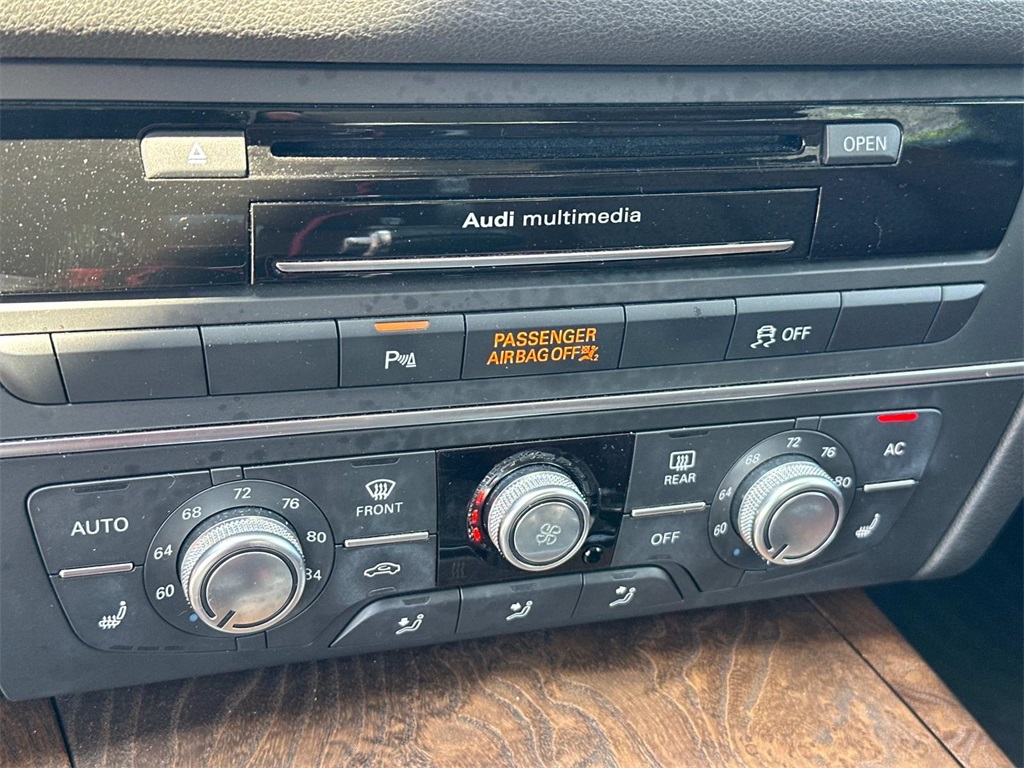 OPEN
Audi multimedia
P
PASSENGER
AIRBAG OFF
OFF
AUTO
60 64 68 72 76 80 84
FRONT
REAR
OFF
60 64 68 72 76 80
AC